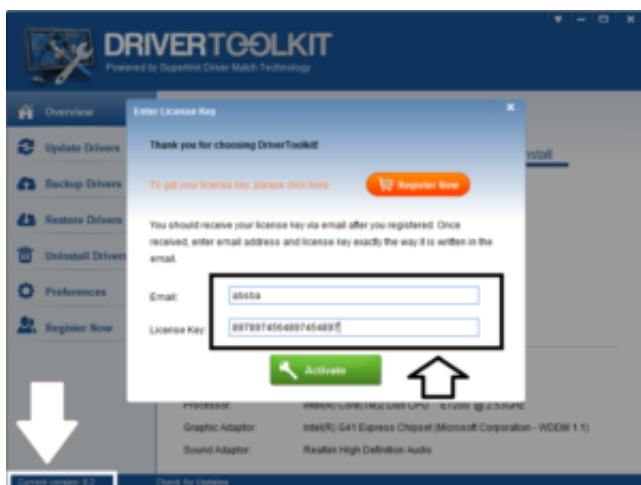 DRIVERTOOLKIT
Powered by Superlink Driver Match Technology
Overview
Update Drivers
Backup Drivers
Restore Drivers
Uninstall Drivers
Preferences
Register Now
Enter License Key
Thank you for choosing DriverToolkit!
To get your license key, please click here:
Register Now
You should receive your license key via email after you registered. Once
received, enter email address and license key exactly the way it is written in the
email.
Email:
absba
License Key:
Activate
Processor:
Graphic Adaptor:
Intel(R) G41 Express Chipset (Microsoft Corporation - WDDM 1.1)
Sound Adaptor:
Realtek High Definition Audio
Current version: 8.2
Check for Updates